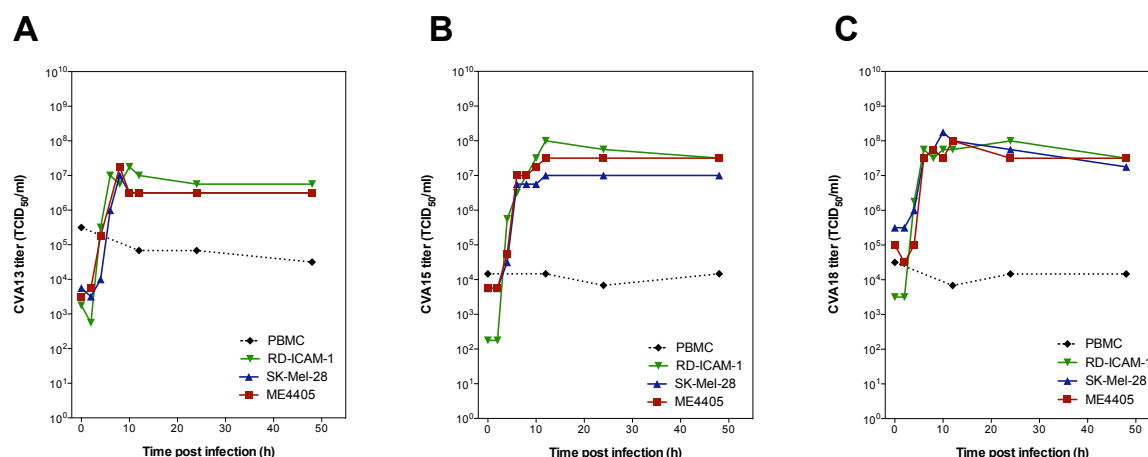 A
CVA13 titer (TCID50/ml)
10^10
10^9
10^8
10^7
10^6
10^5
10^4
10^3
10^2
10^1
10^0
0 10 20 30 40 50
Time post infection (h)
PBMC
RD-ICAM-1
SK-Mel-28
ME4405
B
CVA15 titer (TCID50/ml)
10^10
10^9
10^8
10^7
10^6
10^5
10^4
10^3
10^2
10^1
10^0
0 10 20 30 40 50
Time post infection (h)
PBMC
RD-ICAM-1
SK-Mel-28
ME4405
C
CVA18 titer (TCID50/ml)
10^10
10^9
10^8
10^7
10^6
10^5
10^4
10^3
10^2
10^1
10^0
0 10 20 30 40 50
Time post infection (h)
PBMC
RD-ICAM-1
SK-Mel-28
ME4405